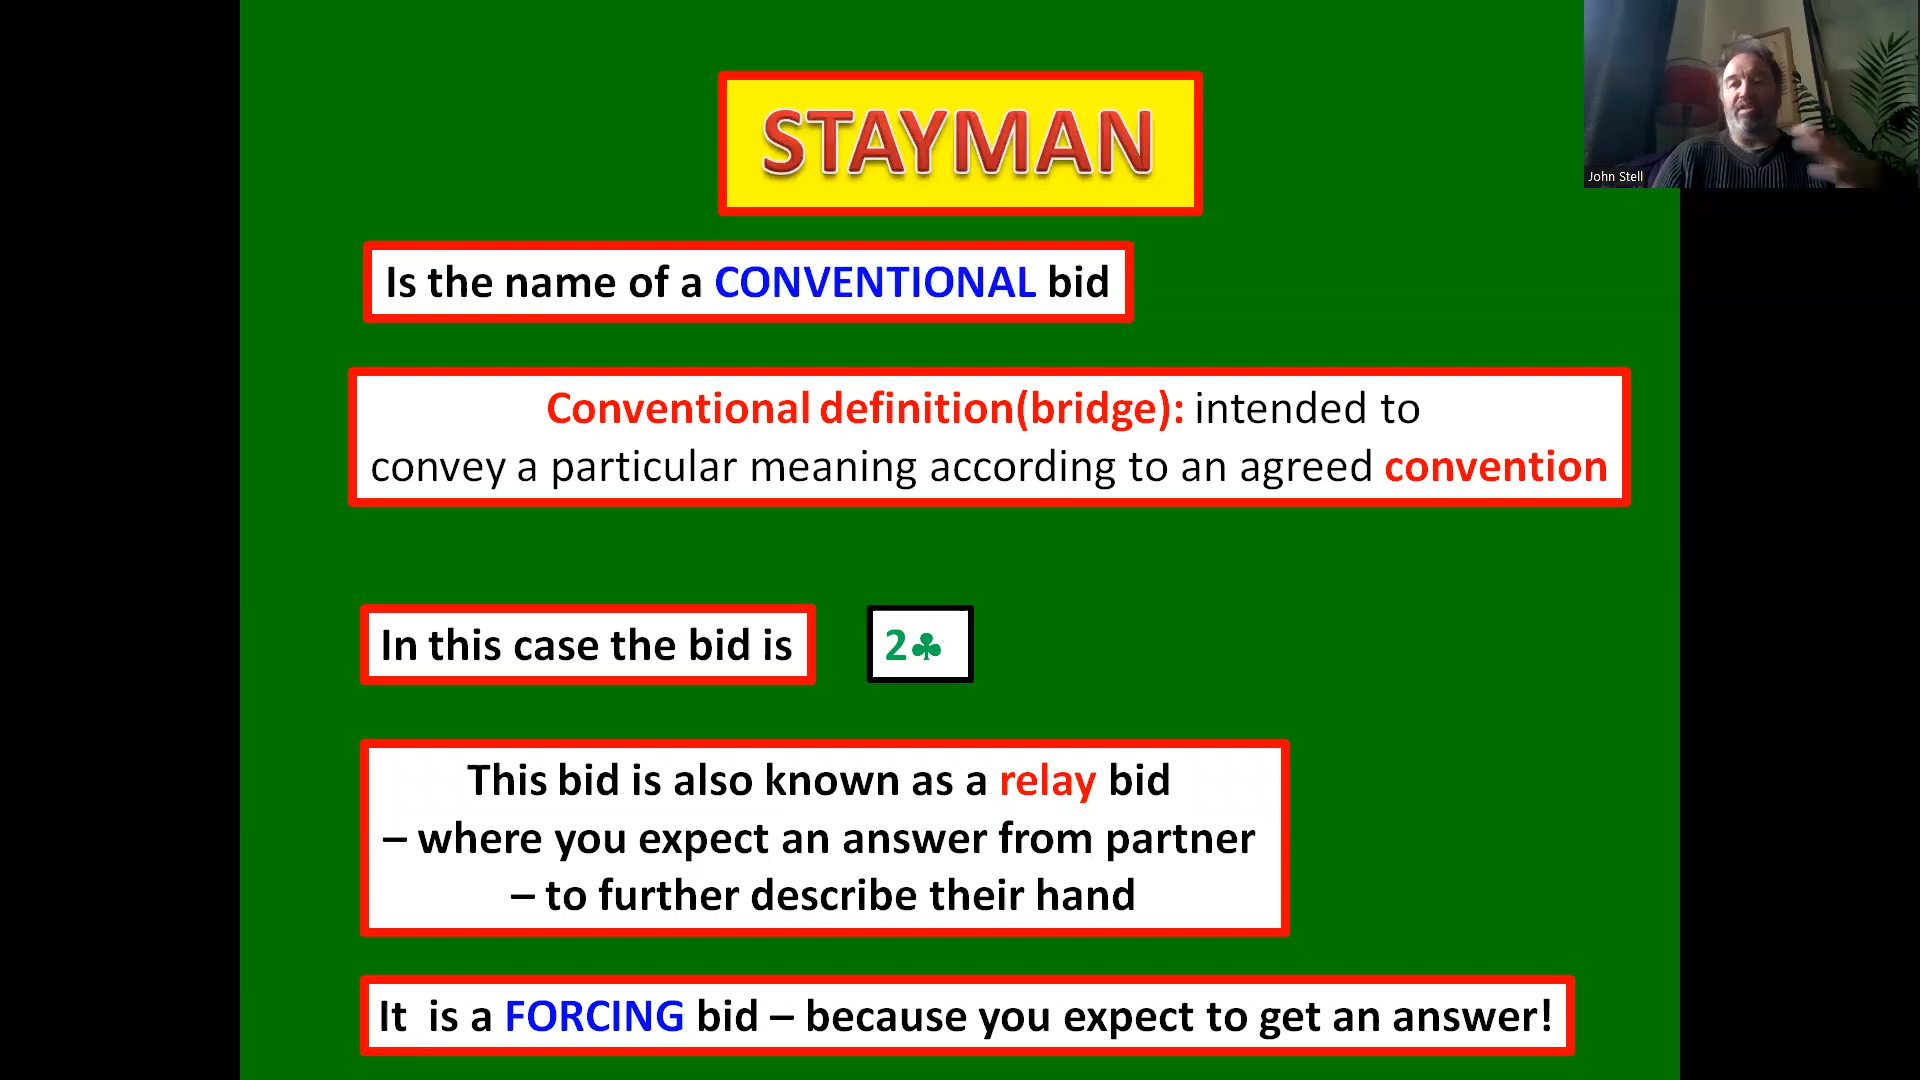 STAYMAN
John Stell
Is the name of a CONVENTIONAL bid
Conventional definition(bridge): intended to
convey a particular meaning according to an agreed convention
In this case the bid is
2♣
This bid is also known as a relay bid
– where you expect an answer from partner
– to further describe their hand
It is a FORCING bid – because you expect to get an answer!